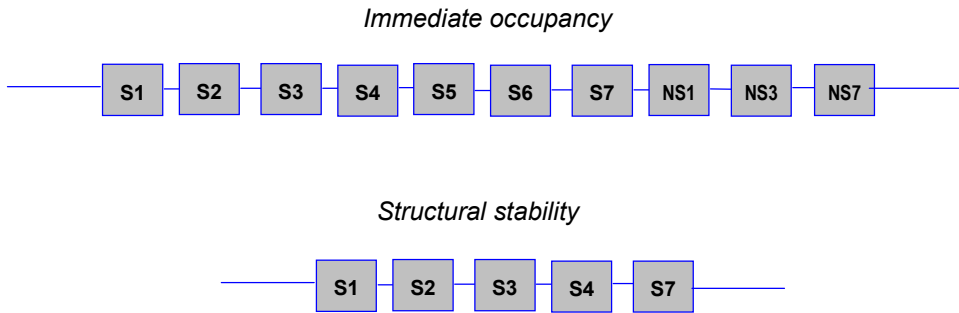 Immediate occupancy
S1 S2 S3 S4 S5 S6 S7 NS1 NS3 NS7
Structural stability
S1 S2 S3 S4 S7